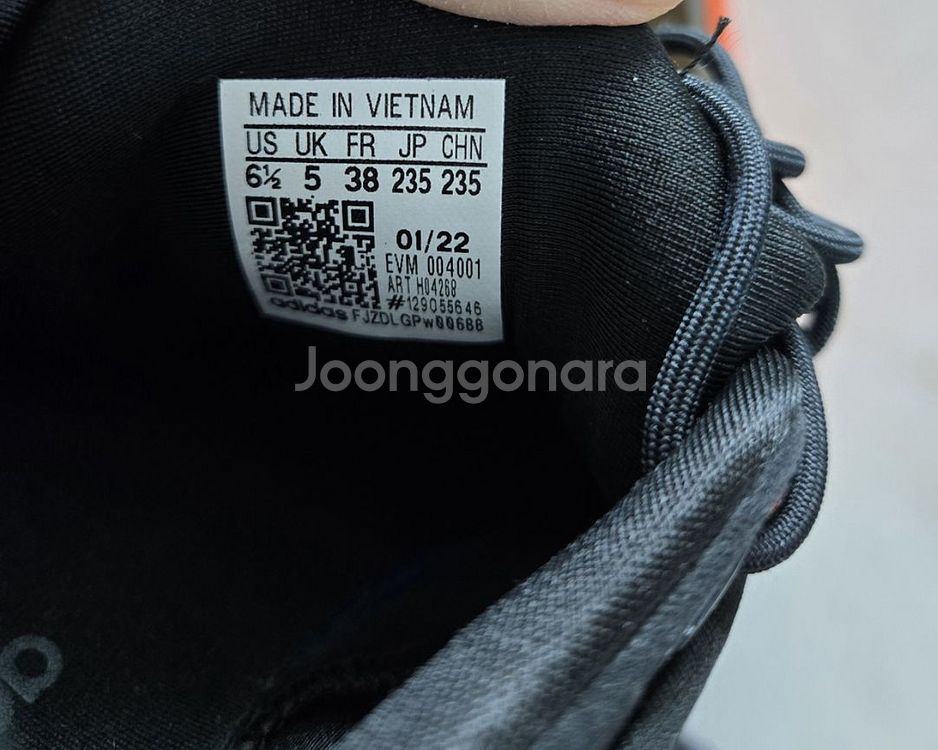 MADE IN VIETNAM
US UK FR JP CHN
6½ 5 38 235 235
01/22
EVM 004001
ART H04268
#129055646
adidas FJZDLGPw00688
Joonggonara